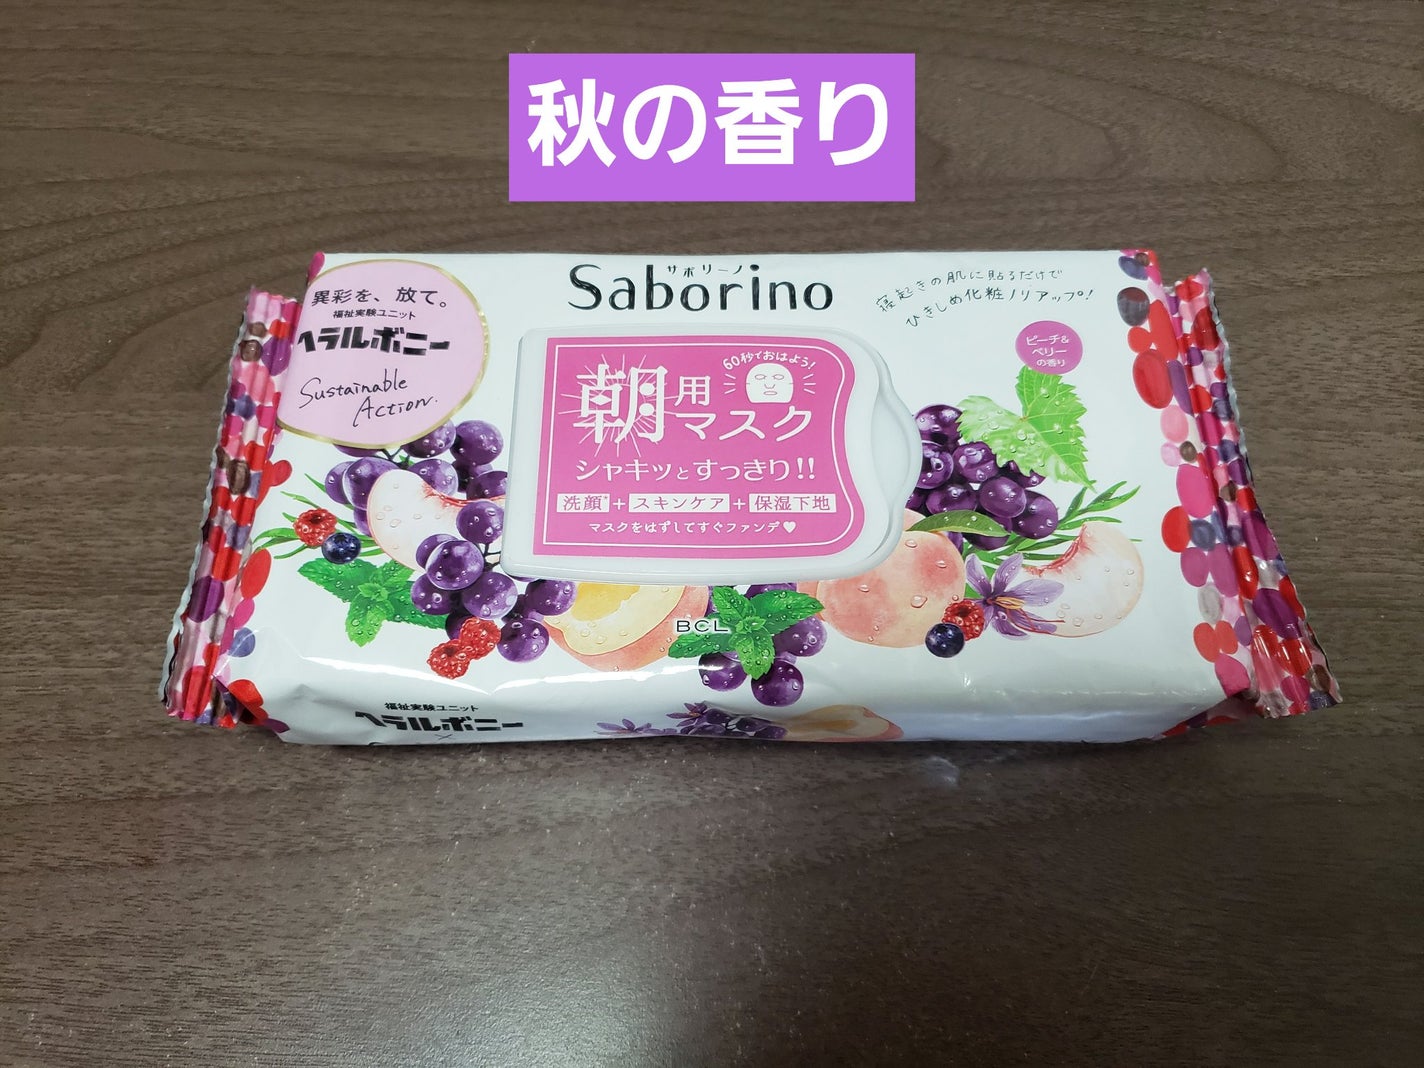 秋の香り
サボリーノ
Saborino
異彩を、放て。
福祉実験ユニット
ヘラルボニー
Sustainable
Action.
寝起きの肌に貼るだけで
ひきしめ化粧ノリアップ!
ピーチ&
ベリー
の香り
60秒でおはよう!
朝用
マスク
シャキッとすっきり!!
洗顔*+スキンケア+保湿下地
マスクをはずしてすぐファンデ♥
BCL
福祉実験ユニット
ヘラルボニー
×